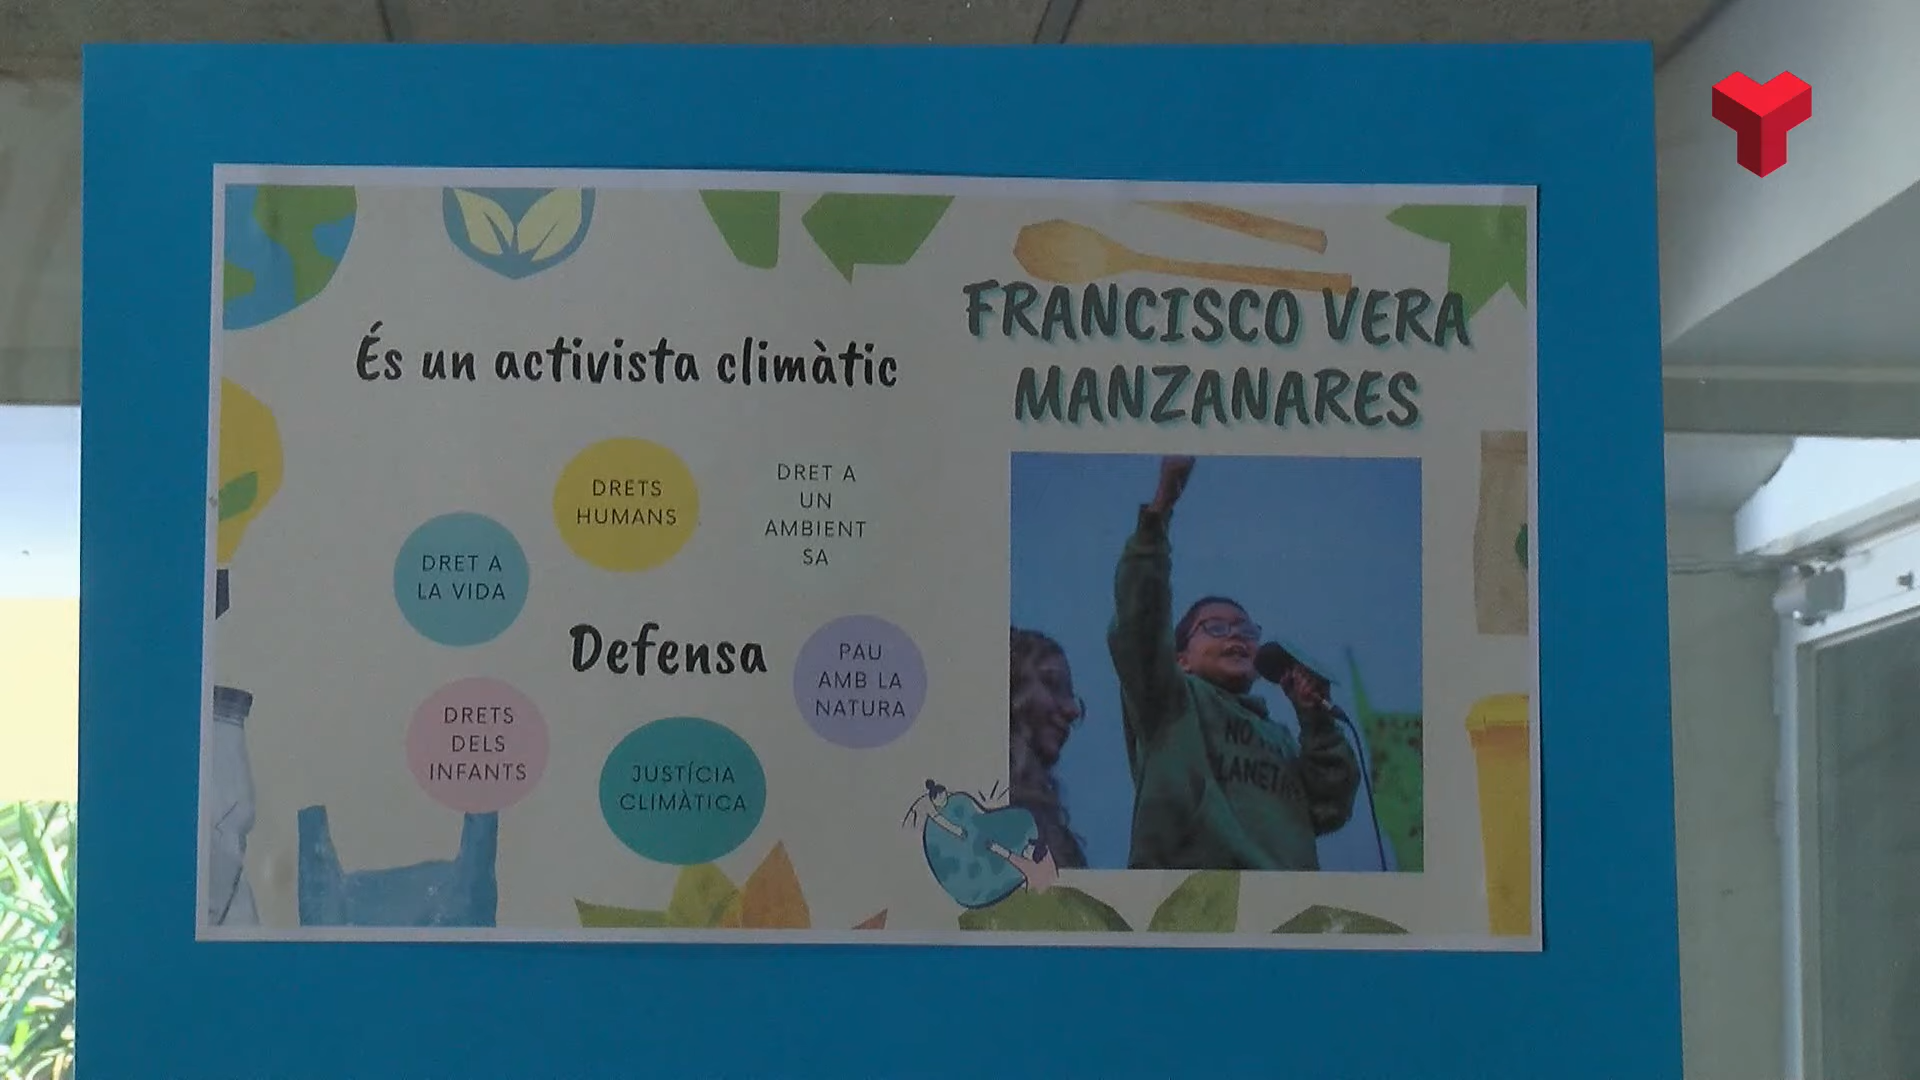 És un activista climàtic
FRANCISCO VERA
MANZANARES
DRETS
HUMANS
DRET A
UN
AMBIENT
SA
DRET A
LA VIDA
Defensa
PAU
AMB LA
NATURA
DRETS
DELS
INFANTS
JUSTÍCIA
CLIMÀTICA
NO